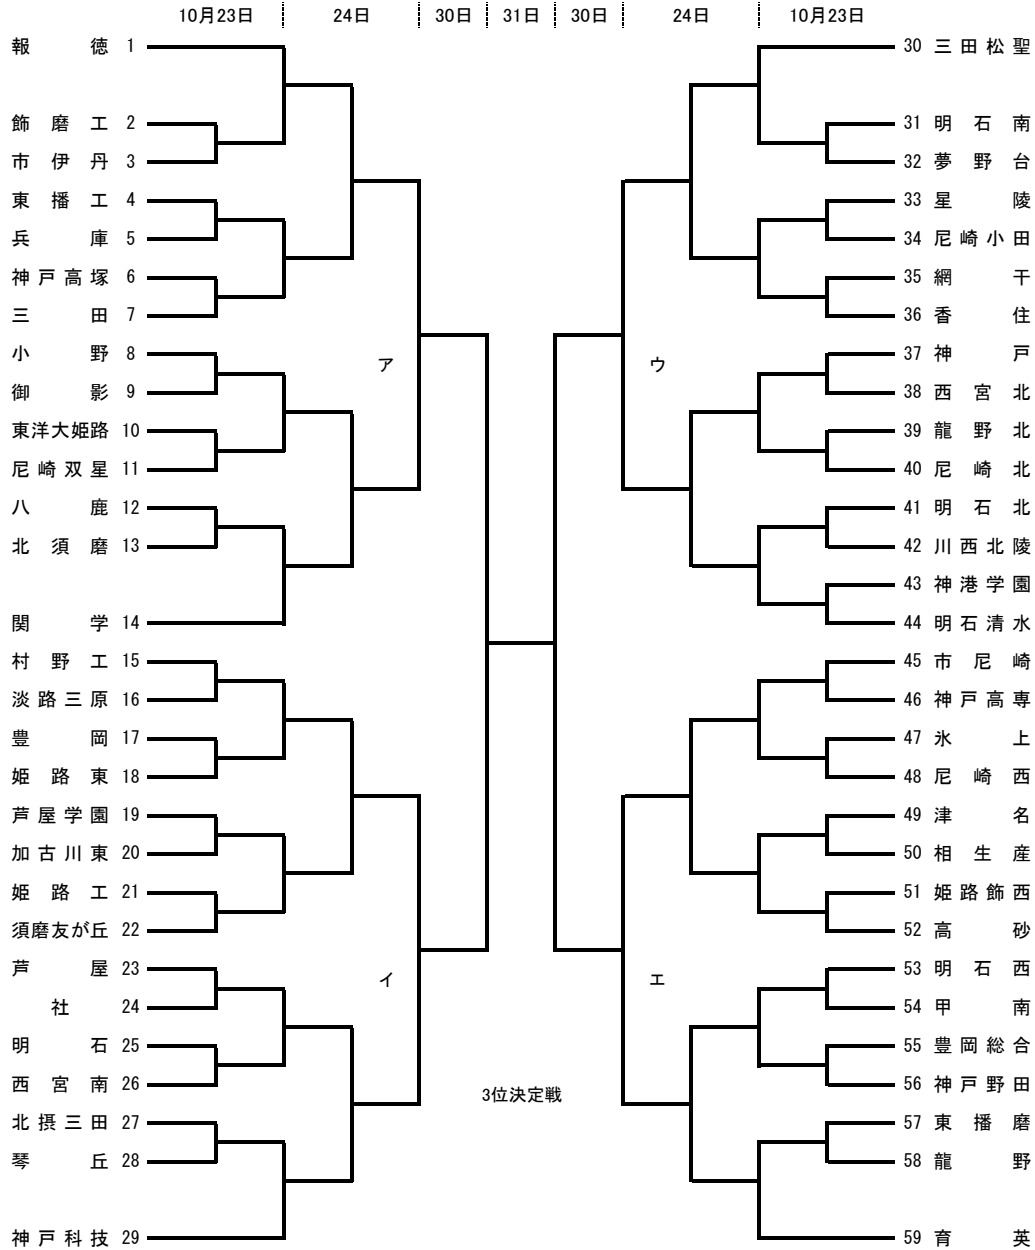 10月23日 24日 30日 31日 30日 24日 10月23日
報徳 1
飾磨工 2
市伊丹 3
東播工 4
兵庫 5
神戸高塚 6
三田 7
小野 8
御影 9
東洋大姫路 10
尼崎双星 11
八鹿 12
北須磨 13
関学 14
村野工 15
淡路三原 16
豊岡 17
姫路東 18
芦屋学園 19
加古川東 20
姫路工 21
須磨友が丘 22
芦屋 23
社 24
明石 25
西宮南 26
北摂三田 27
琴丘 28
神戸科技 29
ア
イ
3位決定戦
ウ
エ
30 三田松聖
31 明石南
32 夢野台
33 星陵
34 尼崎小田
35 網干
36 香住
37 神戸
38 西宮北
39 龍野北
40 尼崎北
41 明石北
42 川西北陵
43 神港学園
44 明石清水
45 市尼崎
46 神戸高専
47 氷上
48 尼崎西
49 津名
50 相生産
51 姫路飾西
52 高砂
53 明石西
54 甲南
55 豊岡総合
56 神戸野田
57 東播磨
58 龍野
59 育英